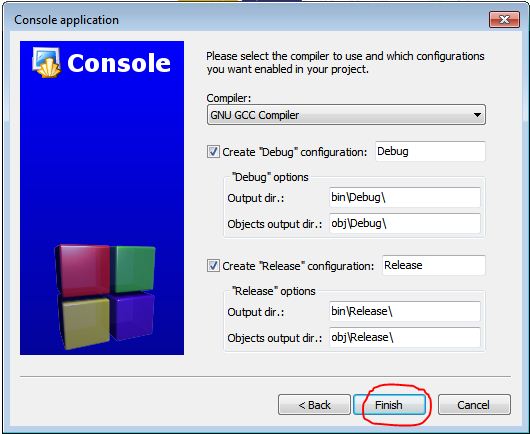 Console application
Console
Please select the compiler to use and which configurations
you want enabled in your project.
Compiler:
GNU GCC Compiler
Create "Debug" configuration: Debug
"Debug" options
Output dir.: bin\Debug\
Objects output dir.: obj\Debug\
Create "Release" configuration: Release
"Release" options
Output dir.: bin\Release\
Objects output dir.: obj\Release\
< Back Finish Cancel